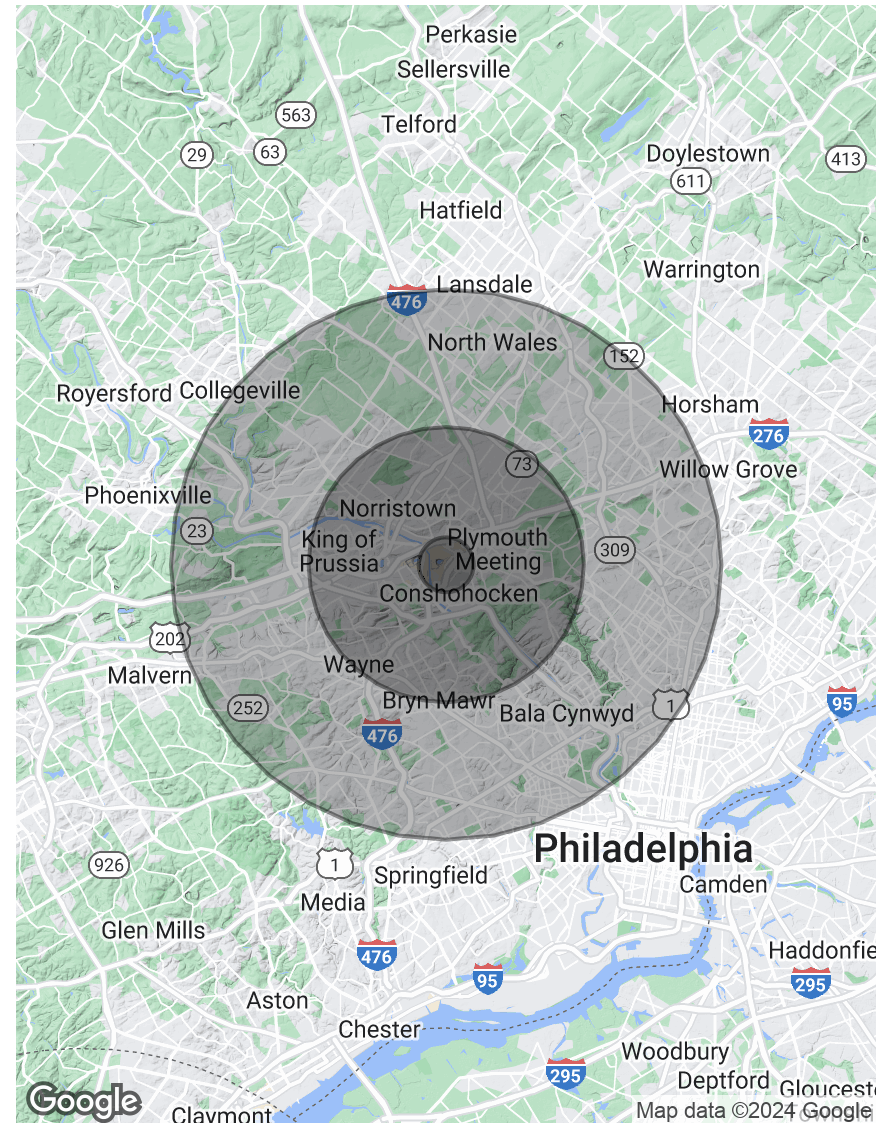 Perkasie
Sellersville
563
Telford
29
63
Doylestown
413
611
Hatfield
Warrington
Lansdale
476
North Wales
152
Royersford
Collegeville
Horsham
276
73
Willow Grove
Phoenixville
Norristown
23
King of
Prussia
Plymouth
Meeting
309
Conshohocken
202
Wayne
Malvern
Bryn Mawr
252
Bala Cynwyd
1
95
476
Philadelphia
926
1
Springfield
Camden
Media
Glen Mills
476
Haddonfie
95
295
Aston
Chester
Woodbury
295
Deptford
Glouceste
Google
Claymont
Map data ©2024 Google